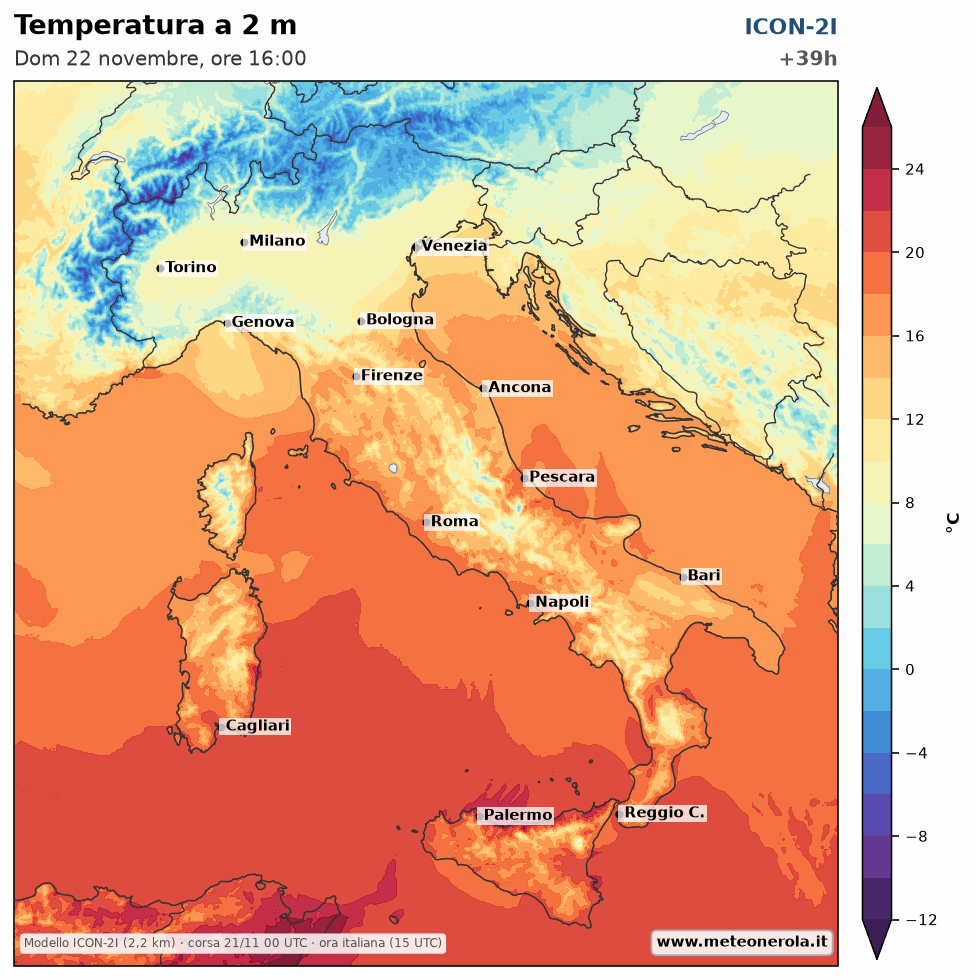 Temperatura a 2 m
ICON-2I
Dom 22 novembre, ore 16:00
+39h
Milano
Venezia
Torino
Genova
Bologna
Firenze
Ancona
Pescara
Roma
Bari
Napoli
Cagliari
Palermo
Reggio C.
24
20
16
12
8
4
0
−4
−8
−12
°C
Modello ICON-2I (2,2 km) · corsa 21/11 00 UTC · ora italiana (15 UTC)
www.meteonerola.it